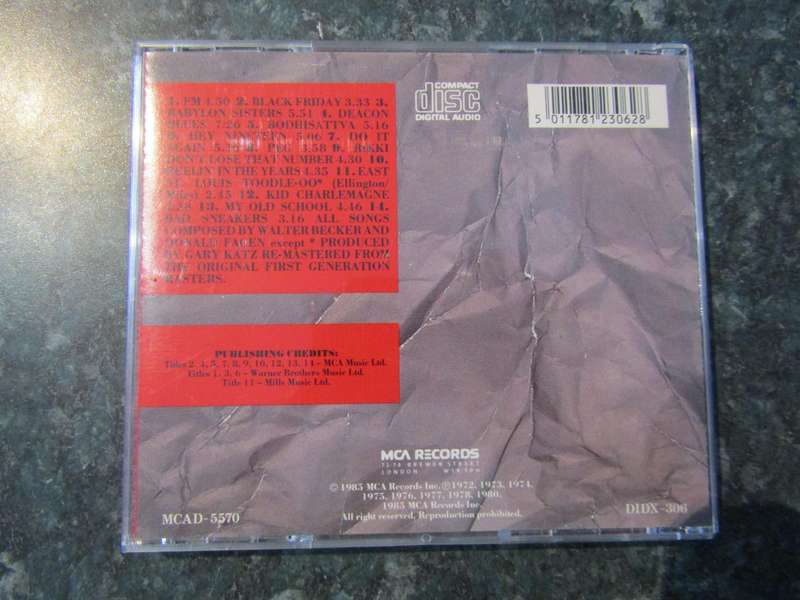 1. FM 4.50 2. BLACK FRIDAY 3.33 3.
BABYLON SISTERS 5.51 4. DEACON
BLUES 7.26 5. BODHISATTVA 5.16
6. HEY NINETEEN 5.06 7. DO IT
AGAIN 8. PEG 3.58 9. RIKKI
DON'T LOSE THAT NUMBER 4.30 10.
REELIN IN THE YEARS 4.35 11. EAST
ST. LOUIS TOODLE-OO* (Ellington/
Miley) 2.45 12. KID CHARLEMAGNE
13. MY OLD SCHOOL 4.46 14.
BAD SNEAKERS 3.16 ALL SONGS
COMPOSED BY WALTER BECKER AND
DONALD FAGEN except * PRODUCED
BY GARY KATZ RE-MASTERED FROM
THE ORIGINAL FIRST GENERATION
MASTERS.
PUBLISHING CREDITS:
Titles 2, 4, 5, 7, 8, 9, 10, 12, 13, 14 – MCA Music Ltd.
Titles 1, 3, 6 – Warner Brothers Music Ltd.
Title 11 – Mills Music Ltd.
COMPACT
disc
DIGITAL AUDIO
5 011781 230628
MCA RECORDS
72-74 BREWER STREET
LONDON W1R 3PH
© 1985 MCA Records Inc. ℗ 1972, 1973, 1974,
1975, 1976, 1977, 1978, 1980,
1985 MCA Records Inc.
All right reserved. Reproduction prohibited.
MCAD-5570
DIDX-306